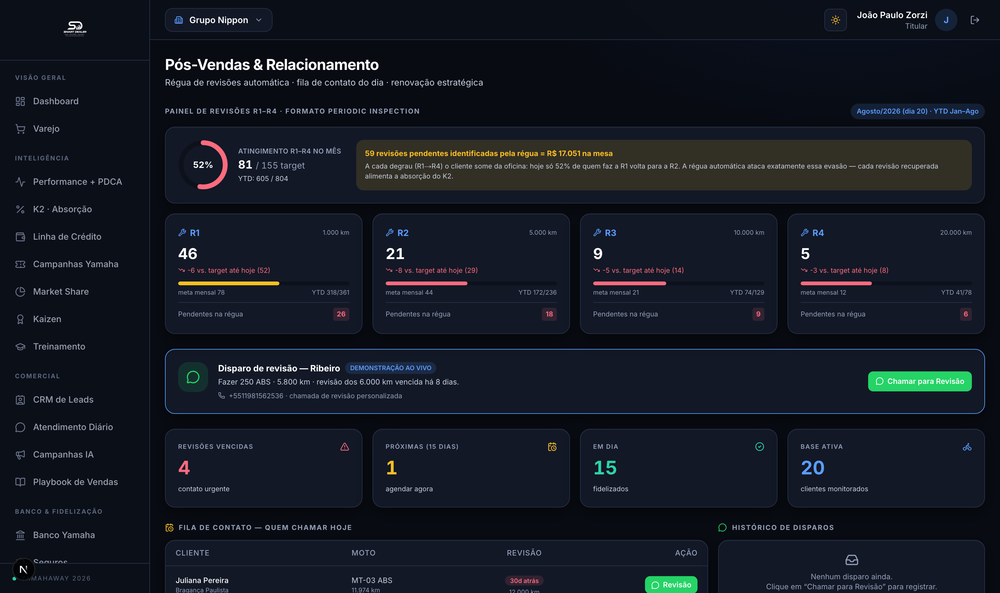 SMART DEALER
Grupo Nippon
João Paulo Zorzi
Titular
J
VISÃO GERAL
Dashboard
Varejo
INTELIGÊNCIA
Performance + PDCA
K2 · Absorção
Linha de Crédito
Campanhas Yamaha
Market Share
Kaizen
Treinamento
COMERCIAL
CRM de Leads
Atendimento Diário
Campanhas IA
Playbook de Vendas
BANCO & FIDELIZAÇÃO
Banco Yamaha
Seguros
N
MAHAWAY 2026
Pós-Vendas & Relacionamento
Régua de revisões automática · fila de contato do dia · renovação estratégica
PAINEL DE REVISÕES R1–R4 · FORMATO PERIODIC INSPECTION
Agosto/2026 (dia 20) · YTD Jan–Ago
52%
ATINGIMENTO R1–R4 NO MÊS
81 / 155 target
YTD: 605 / 804
59 revisões pendentes identificadas pela régua = R$ 17.051 na mesa
A cada degrau (R1→R4) o cliente some da oficina: hoje só 52% de quem faz a R1 volta para a R2. A régua automática ataca exatamente essa evasão — cada revisão recuperada
alimenta a absorção do K2.
R1 1.000 km
46
-6 vs. target até hoje (52)
meta mensal 78 YTD 318/361
Pendentes na régua 26
R2 5.000 km
21
-8 vs. target até hoje (29)
meta mensal 44 YTD 172/236
Pendentes na régua 18
R3 10.000 km
9
-5 vs. target até hoje (14)
meta mensal 21 YTD 74/129
Pendentes na régua 9
R4 20.000 km
5
-3 vs. target até hoje (8)
meta mensal 12 YTD 41/78
Pendentes na régua 6
Disparo de revisão — Ribeiro DEMONSTRAÇÃO AO VIVO
Fazer 250 ABS · 5.800 km · revisão dos 6.000 km vencida há 8 dias.
+5511981562536 · chamada de revisão personalizada
Chamar para Revisão
REVISÕES VENCIDAS
4
contato urgente
PRÓXIMAS (15 DIAS)
1
agendar agora
EM DIA
15
fidelizados
BASE ATIVA
20
clientes monitorados
FILA DE CONTATO — QUEM CHAMAR HOJE
CLIENTE MOTO REVISÃO AÇÃO
Juliana Pereira MT-03 ABS 30d atrás Revisão
Bragança Paulista 11.974 km 12.000 km
HISTÓRICO DE DISPAROS
Nenhum disparo ainda.
Clique em “Chamar para Revisão” para registrar.